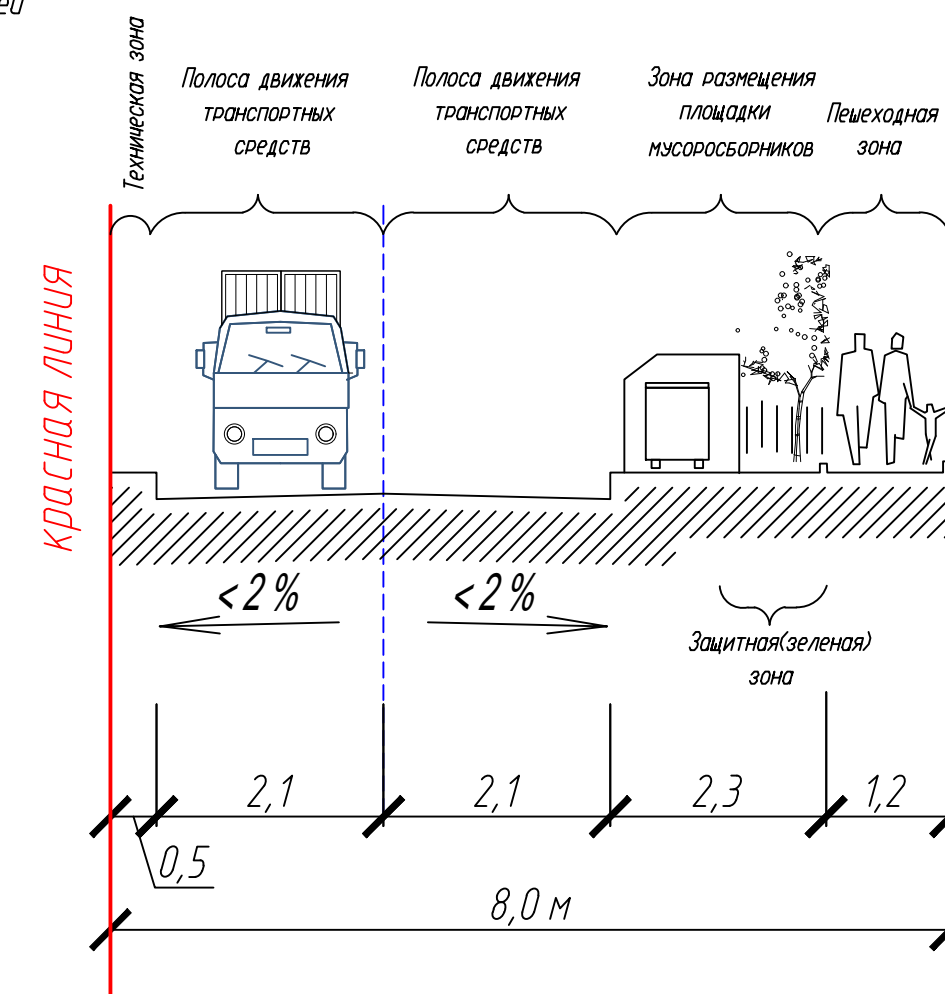 Техническая зона
Полоса движения
транспортных
средств
Полоса движения
транспортных
средств
Зона размещения
площадки
мусоросборников
Пешеходная
зона
красная линия
<2%
<2%
Защитная(зеленая)
зона
2,1
2,1
2,3
1,2
0,5
8,0 м